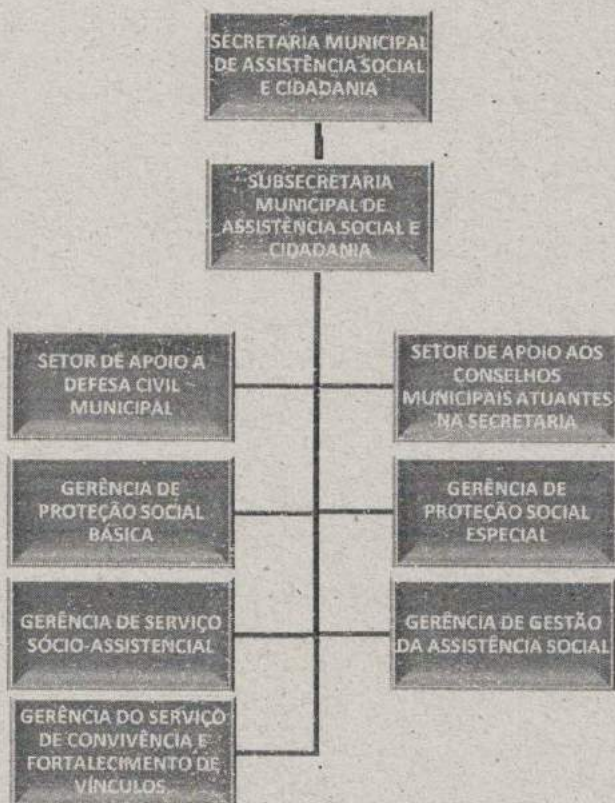 SECRETARIA MUNICIPAL
DE ASSISTÊNCIA SOCIAL
E CIDADANIA
SUBSECRETARIA
MUNICIPAL DE
ASSISTÊNCIA SOCIAL E
CIDADANIA
SETOR DE APOIO A
DEFESA CIVIL
MUNICIPAL
SETOR DE APOIO AOS
CONSELHOS
MUNICIPAIS ATUANTES
NA SECRETARIA
GERÊNCIA DE
PROTEÇÃO SOCIAL
BÁSICA
GERÊNCIA DE
PROTEÇÃO SOCIAL
ESPECIAL
GERÊNCIA DE SERVIÇO
SÓCIO-ASSISTENCIAL
GERÊNCIA DE GESTÃO
DA ASSISTÊNCIA SOCIAL
GERÊNCIA DO SERVIÇO
DE CONVIVÊNCIA E
FORTALECIMENTO DE
VÍNCULOS